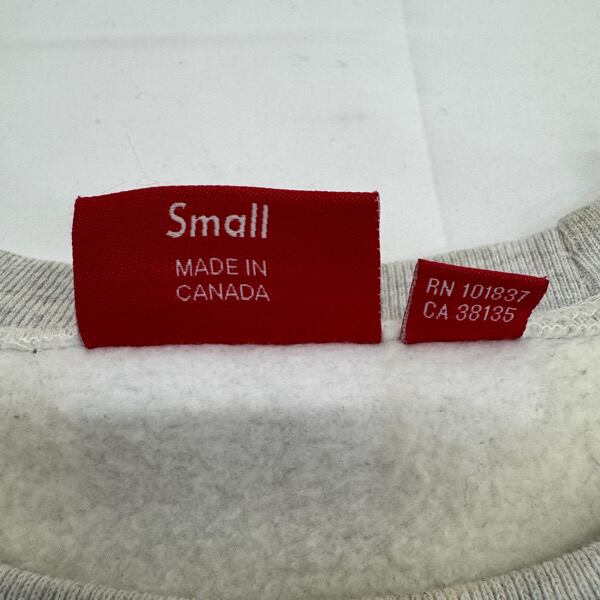 Small
MADE IN
CANADA
RN 101837
CA 38135